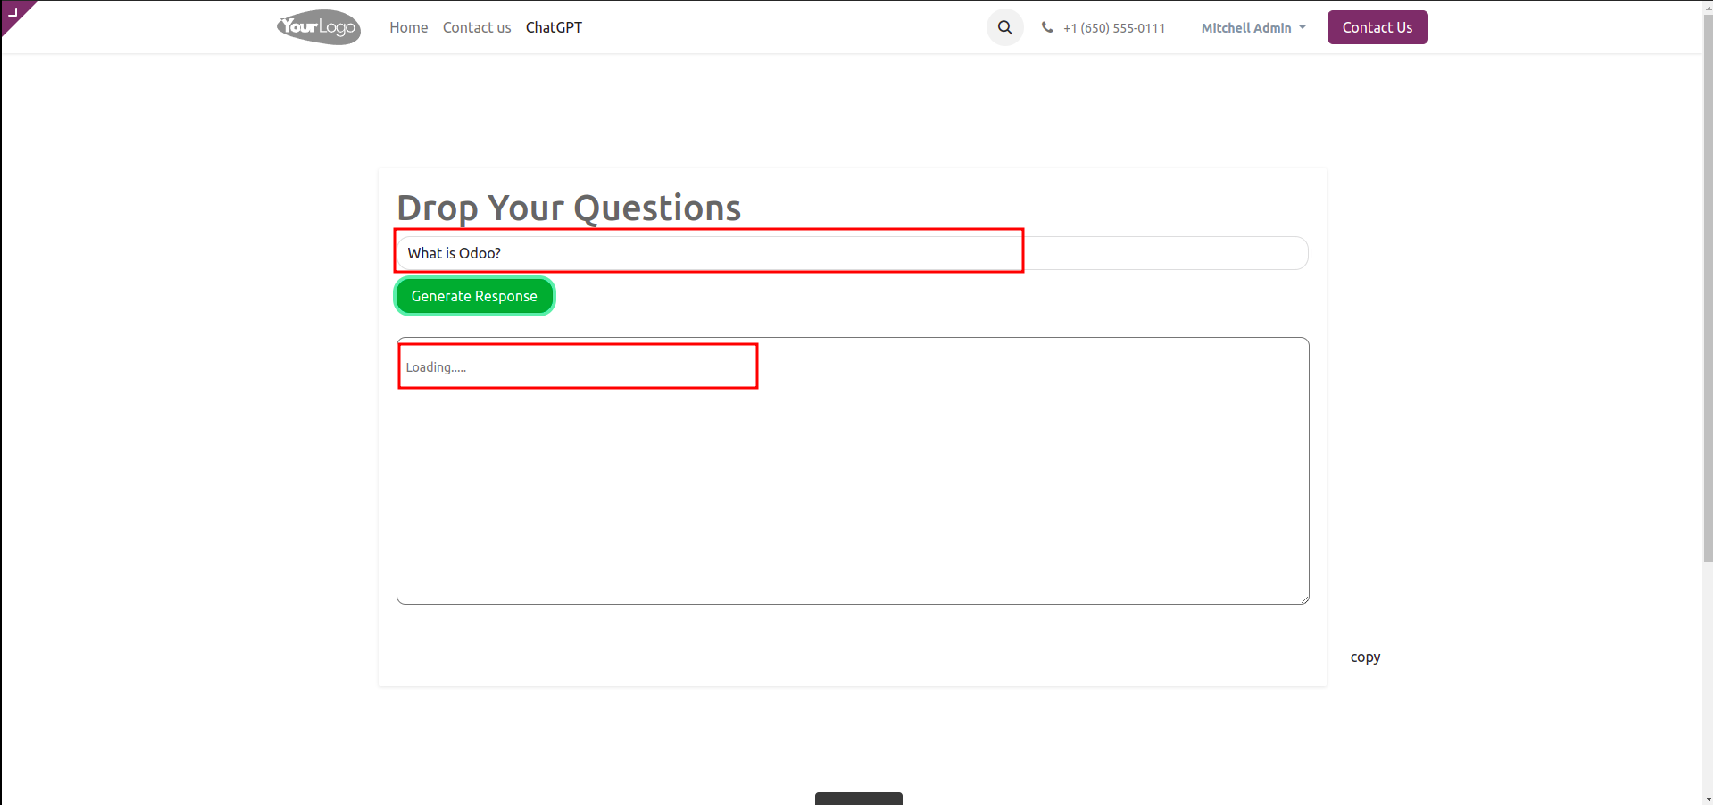 YourLogo
Home Contact us ChatGPT
+1 (650) 555-0111 Mitchell Admin Contact Us
Drop Your Questions
What is Odoo?
Generate Response
Loading.....
copy